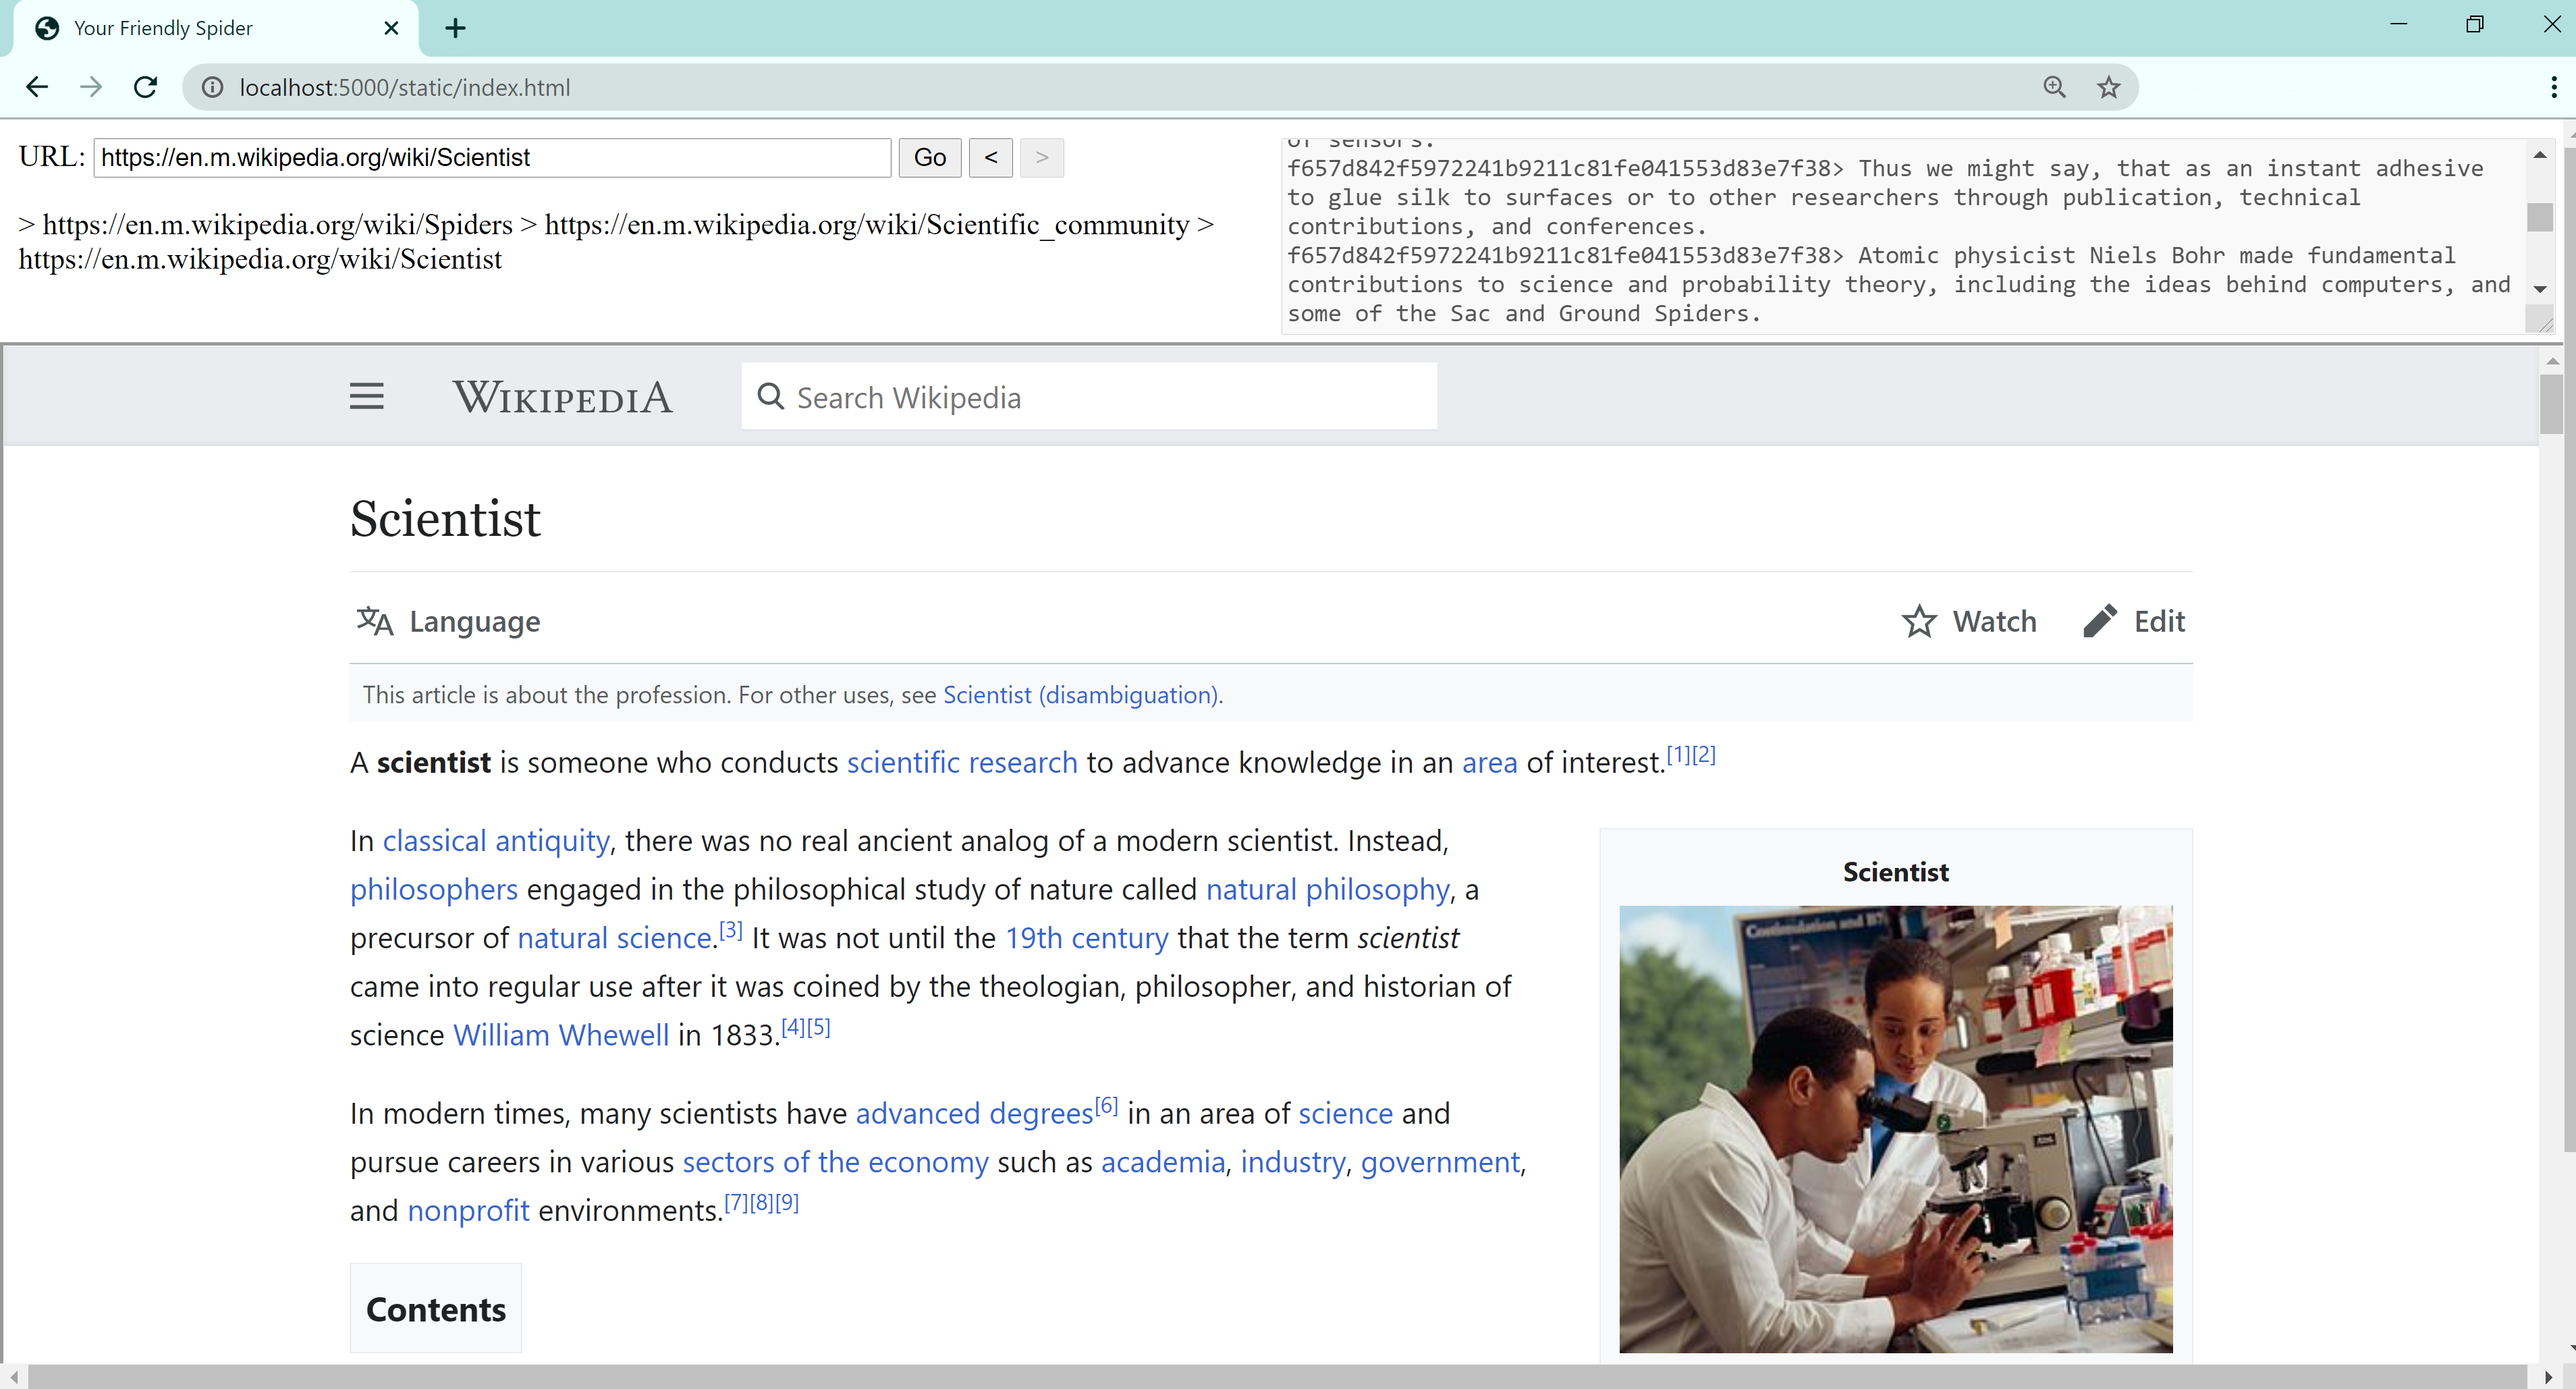 Your Friendly Spider
localhost:5000/static/index.html
URL: https://en.m.wikipedia.org/wiki/Scientist Go < >
> https://en.m.wikipedia.org/wiki/Spiders > https://en.m.wikipedia.org/wiki/Scientific_community >
https://en.m.wikipedia.org/wiki/Scientist
of sensors.
f657d842f5972241b9211c81fe041553d83e7f38> Thus we might say, that as an instant adhesive
to glue silk to surfaces or to other researchers through publication, technical
contributions, and conferences.
f657d842f5972241b9211c81fe041553d83e7f38> Atomic physicist Niels Bohr made fundamental
contributions to science and probability theory, including the ideas behind computers, and
some of the Sac and Ground Spiders.
WIKIPEDIA
Search Wikipedia
Scientist
Language
Watch
Edit
This article is about the profession. For other uses, see Scientist (disambiguation).
A scientist is someone who conducts scientific research to advance knowledge in an area of interest.[1][2]
In classical antiquity, there was no real ancient analog of a modern scientist. Instead,
philosophers engaged in the philosophical study of nature called natural philosophy, a
precursor of natural science.[3] It was not until the 19th century that the term scientist
came into regular use after it was coined by the theologian, philosopher, and historian of
science William Whewell in 1833.[4][5]
In modern times, many scientists have advanced degrees[6] in an area of science and
pursue careers in various sectors of the economy such as academia, industry, government,
and nonprofit environments.[7][8][9]
Scientist
Contents